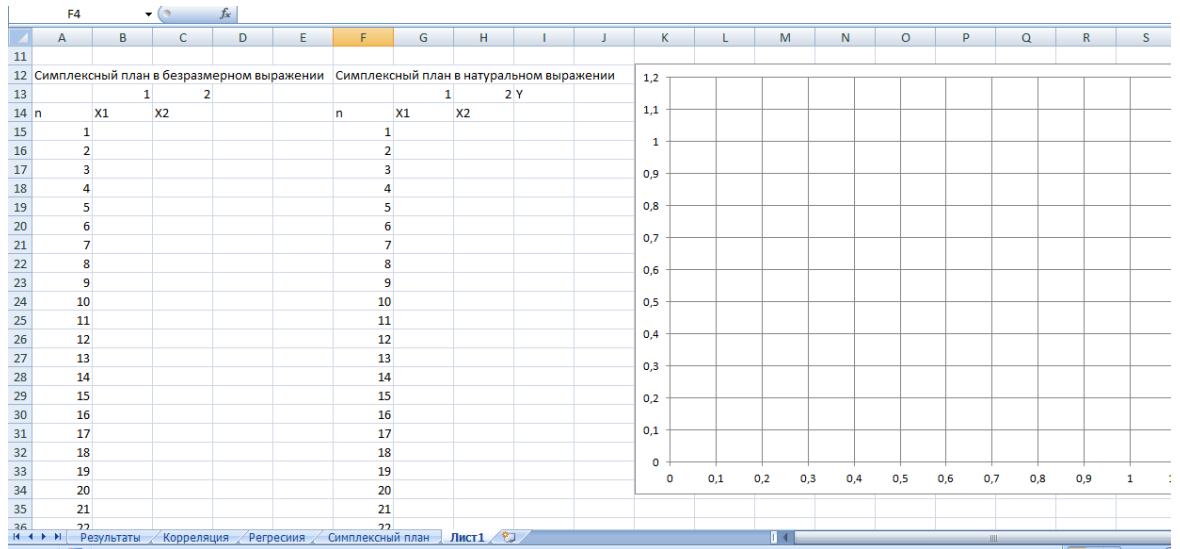 F4 fx
A B C D E F G H I J K L M N O P Q R S
11
12 Симплексный план в безразмерном выражении Симплексный план в натуральном выражении
13 1 2 1 2 Y
14 n X1 X2 n X1 X2
15 1 1
16 2 2
17 3 3
18 4 4
19 5 5
20 6 6
21 7 7
22 8 8
23 9 9
24 10 10
25 11 11
26 12 12
27 13 13
28 14 14
29 15 15
30 16 16
31 17 17
32 18 18
33 19 19
34 20 20
35 21 21
36 22 22
1,2
1,1
1
0,9
0,8
0,7
0,6
0,5
0,4
0,3
0,2
0,1
0
0 0,1 0,2 0,3 0,4 0,5 0,6 0,7 0,8 0,9 1
Результаты Корреляция Регресиия Симплексный план Лист1